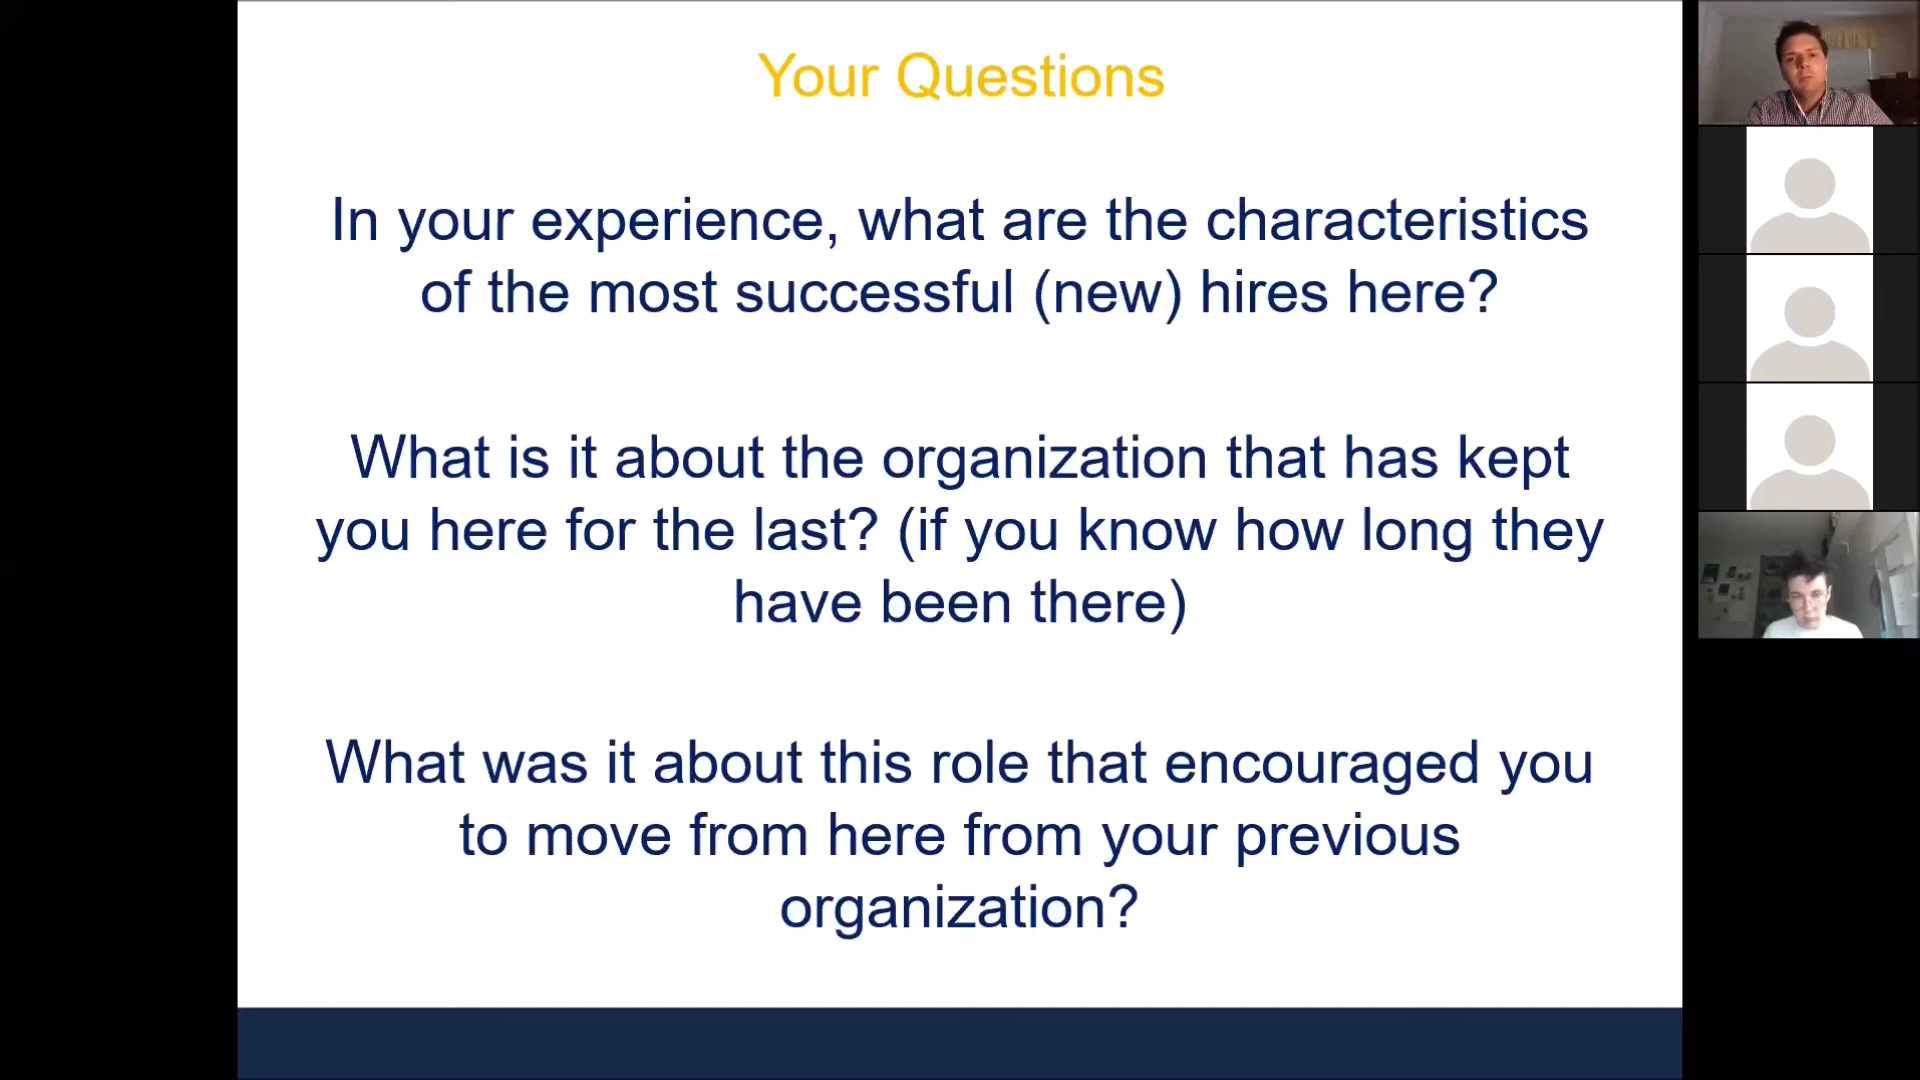 Your Questions
In your experience, what are the characteristics
of the most successful (new) hires here?
What is it about the organization that has kept
you here for the last? (if you know how long they
have been there)
What was it about this role that encouraged you
to move from here from your previous
organization?